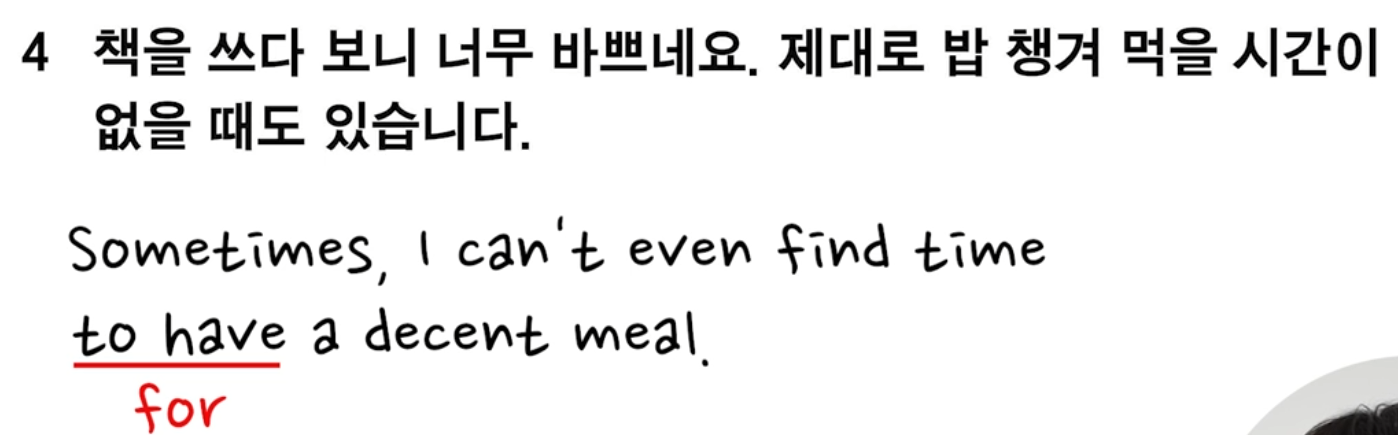 4 책을 쓰다 보니 너무 바쁘네요. 제대로 밥 챙겨 먹을 시간이
없을 때도 있습니다.
Sometimes, I can't even find time
to have a decent meal.
for